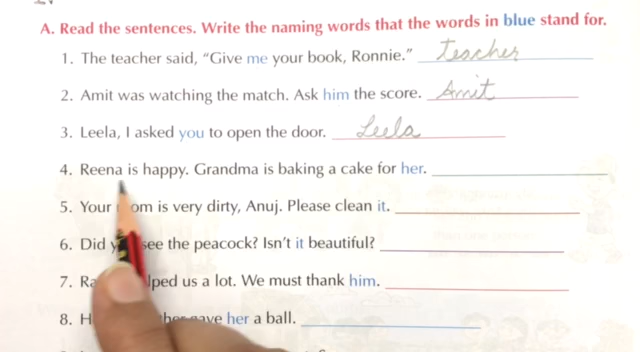 A. Read the sentences. Write the naming words that the words in blue stand for.
1. The teacher said, “Give me your book, Ronnie.” teacher
2. Amit was watching the match. Ask him the score. Amit
3. Leela, I asked you to open the door. Leela
4. Reena is happy. Grandma is baking a cake for her.
5. Your is very dirty, Anuj. Please clean it.
6. Did see the peacock? Isn’t it beautiful?
7. us a lot. We must thank him.
8. gave her a ball.